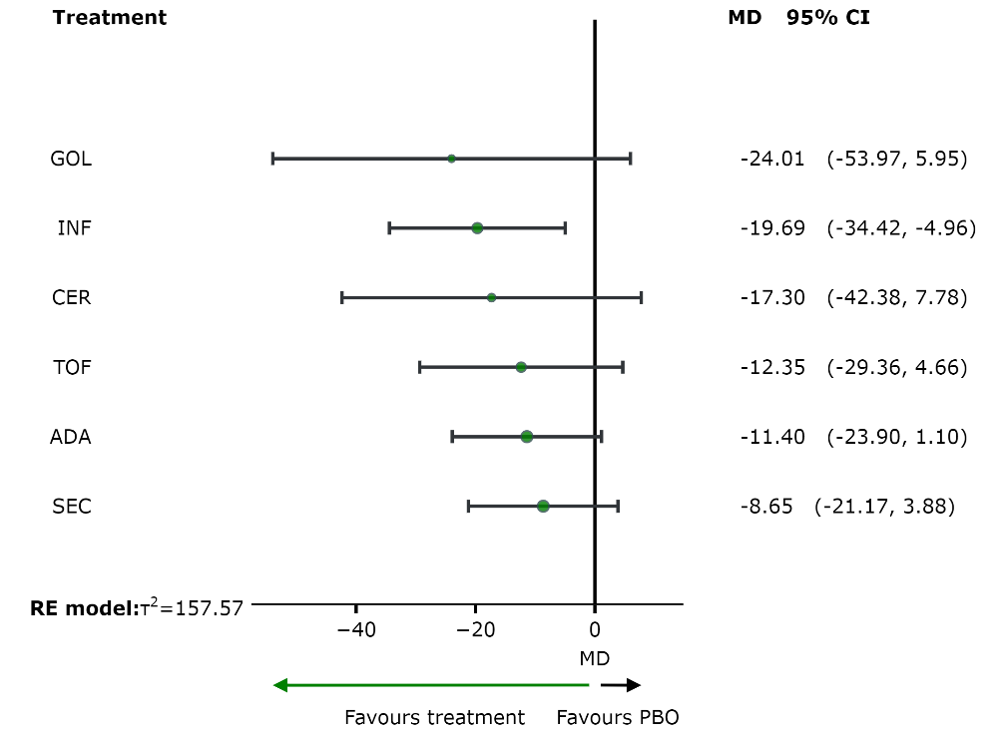 Treatment MD 95% CI
GOL -24.01 (-53.97, 5.95)
INF -19.69 (-34.42, -4.96)
CER -17.30 (-42.38, 7.78)
TOF -12.35 (-29.36, 4.66)
ADA -11.40 (-23.90, 1.10)
SEC -8.65 (-21.17, 3.88)
RE model:τ²=157.57
−40 −20 0
MD
Favours treatment Favours PBO